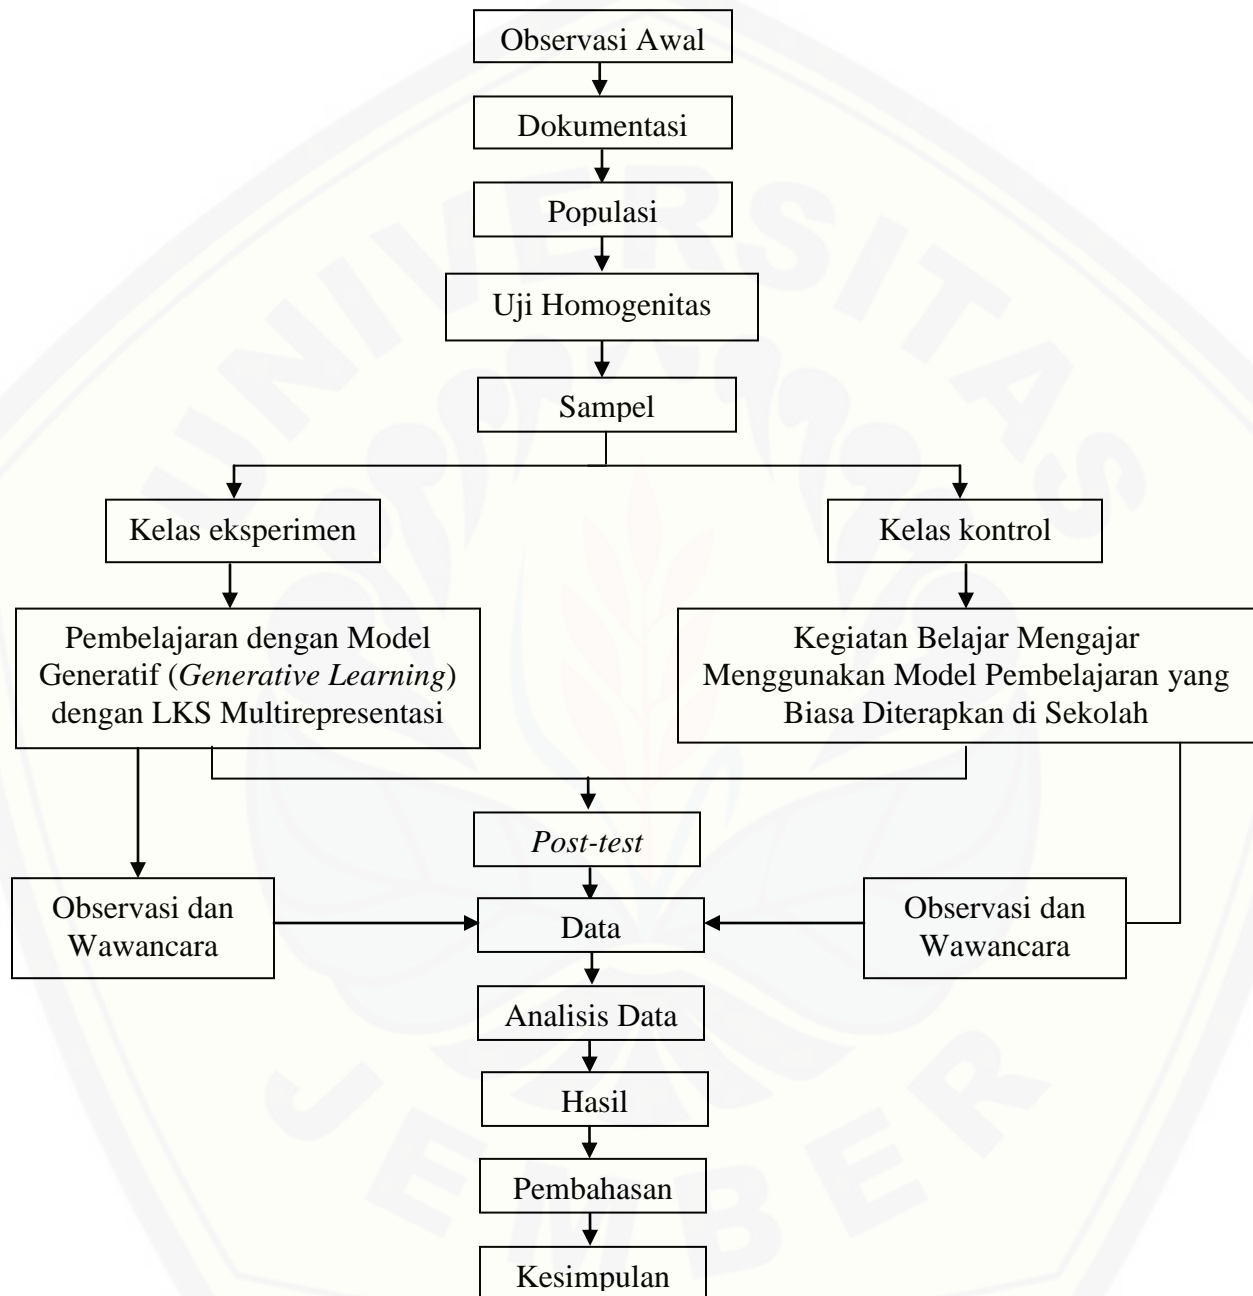 Observasi Awal
Dokumentasi
Populasi
Uji Homogenitas
Sampel
Kelas eksperimen
Kelas kontrol
Pembelajaran dengan Model
Generatif (Generative Learning)
dengan LKS Multirepresentasi
Kegiatan Belajar Mengajar
Menggunakan Model Pembelajaran yang
Biasa Diterapkan di Sekolah
Post-test
Observasi dan
Wawancara
Data
Observasi dan
Wawancara
Analisis Data
Hasil
Pembahasan
Kesimpulan
UNIVERSITAS
JEMBER